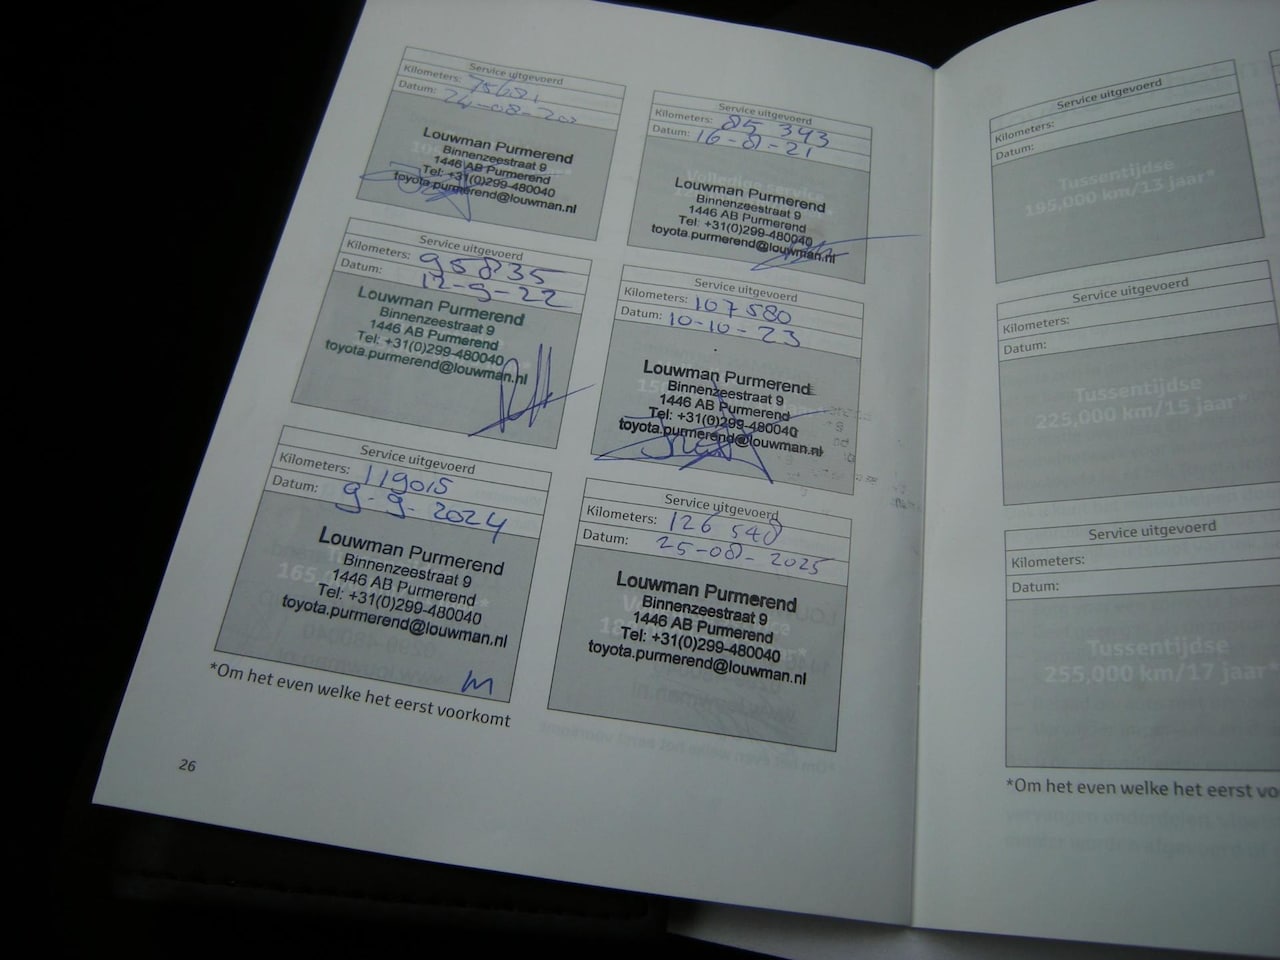 Service uitgevoerd
Kilometers:
Datum: 24-08-20
Louwman Purmerend
Binnenzeestraat 9
1446 AB Purmerend
Tel: +31(0)299-480040
toyota.purmerend@louwman.nl
Service uitgevoerd
Kilometers: 85 343
Datum: 16-8-21
Volledige service
Louwman Purmerend
Binnenzeestraat 9
1446 AB Purmerend
Tel: +31(0)299-480040
toyota.purmerend@louwman.nl
Service uitgevoerd
Kilometers: 95835
Datum: 12-9-22
Louwman Purmerend
Binnenzeestraat 9
1446 AB Purmerend
Tel: +31(0)299-480040
toyota.purmerend@louwman.nl
Service uitgevoerd
Kilometers: 107580
Datum: 10-10-23
Louwman Purmerend
Binnenzeestraat 9
1446 AB Purmerend
Tel: +31(0)299-480040
toyota.purmerend@louwman.nl
Service uitgevoerd
Kilometers: 119015
Datum: 9-9-2024
Louwman Purmerend
Binnenzeestraat 9
1446 AB Purmerend
Tel: +31(0)299-480040
toyota.purmerend@louwman.nl
Service uitgevoerd
Kilometers: 126 548
Datum: 25-08-2025
Louwman Purmerend
Binnenzeestraat 9
1446 AB Purmerend
Tel: +31(0)299-480040
toyota.purmerend@louwman.nl
*Om het even welke het eerst voorkomt
26
Service uitgevoerd
Kilometers:
Datum:
Tussentijdse
195,000 km/13 jaar*
Service uitgevoerd
Kilometers:
Datum:
Tussentijdse
225,000 km/15 jaar*
Service uitgevoerd
Kilometers:
Datum:
Tussentijdse
255,000 km/17 jaar*
*Om het even welke het eerst vo